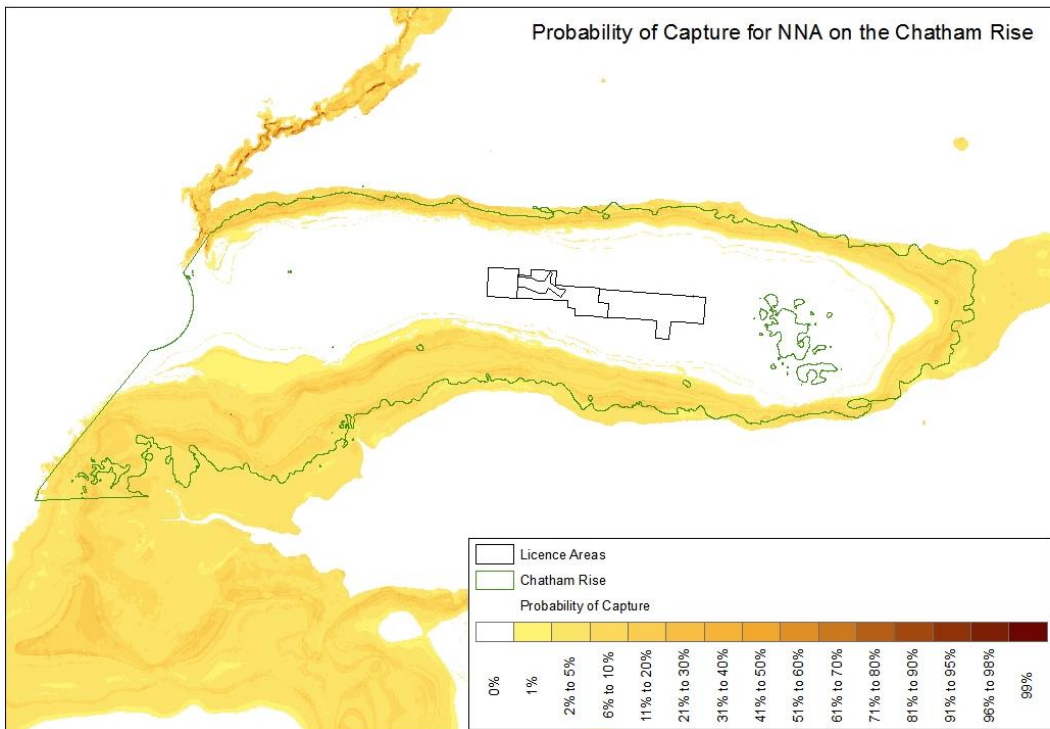 Probability of Capture for NNA on the Chatham Rise
Licence Areas
Chatham Rise
Probability of Capture
0%
1%
2% to 5%
6% to 10%
11% to 20%
21% to 30%
31% to 40%
41% to 50%
51% to 60%
61% to 70%
71% to 80%
81% to 90%
91% to 95%
96% to 98%
99%